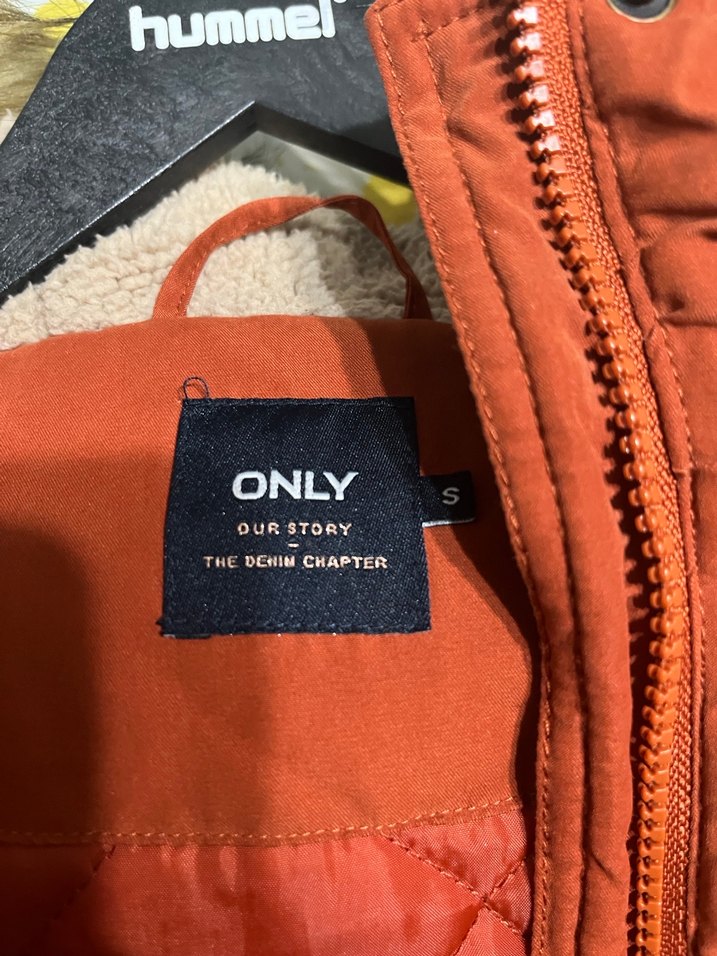 hummel
ONLY
S
OUR STORY
–
THE DENIM CHAPTER